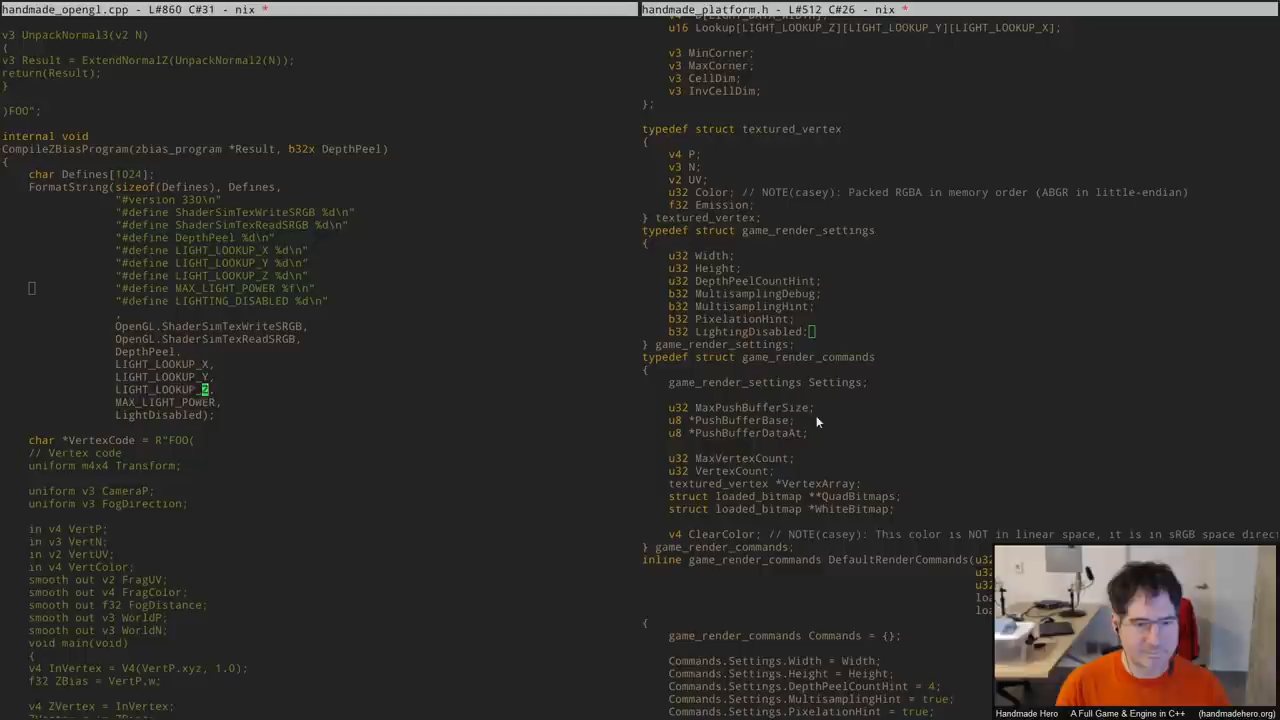 handmade_opengl.cpp - L#860 C#31 - nix *
v3 UnpackNormal3(v2 N)
{
v3 Result = ExtendNormalZ(UnpackNormal2(N));
return(Result);
}
)FOO";
internal void
CompileZBiasProgram(zbias_program *Result, b32x DepthPeel)
{
char Defines[1024];
FormatString(sizeof(Defines), Defines,
"#version 330\n"
"#define ShaderSimTexWriteSRGB %d\n"
"#define ShaderSimTexReadSRGB %d\n"
"#define DepthPeel %d\n"
"#define LIGHT_LOOKUP_X %d\n"
"#define LIGHT_LOOKUP_Y %d\n"
"#define LIGHT_LOOKUP_Z %d\n"
"#define MAX_LIGHT_POWER %f\n"
"#define LIGHTING_DISABLED %d\n"
,
OpenGL.ShaderSimTexWriteSRGB,
OpenGL.ShaderSimTexReadSRGB,
DepthPeel,
LIGHT_LOOKUP_X,
LIGHT_LOOKUP_Y,
LIGHT_LOOKUP_Z,
MAX_LIGHT_POWER,
LightDisabled);
char *VertexCode = R"FOO(
// Vertex code
uniform m4x4 Transform;
uniform v3 CameraP;
uniform v3 FogDirection;
in v4 VertP;
in v3 VertN;
in v2 VertUV;
in v4 VertColor;
smooth out v2 FragUV;
smooth out v4 FragColor;
smooth out f32 FogDistance;
smooth out v3 WorldP;
smooth out v3 WorldN;
void main(void)
{
v4 InVertex = V4(VertP.xyz, 1.0);
f32 ZBias = VertP.w;
v4 ZVertex = InVertex;
handmade_platform.h - L#512 C#26 - nix *
u16 Lookup[LIGHT_LOOKUP_Z][LIGHT_LOOKUP_Y][LIGHT_LOOKUP_X];
v3 MinCorner;
v3 MaxCorner;
v3 CellDim;
v3 InvCellDim;
};
typedef struct textured_vertex
{
v4 P;
v3 N;
v2 UV;
u32 Color; // NOTE(casey): Packed RGBA in memory order (ABGR in little-endian)
f32 Emission;
} textured_vertex;
typedef struct game_render_settings
{
u32 Width;
u32 Height;
u32 DepthPeelCountHint;
b32 MultisamplingDebug;
b32 MultisamplingHint;
b32 PixelationHint;
b32 LightingDisabled;
} game_render_settings;
typedef struct game_render_commands
{
game_render_settings Settings;
u32 MaxPushBufferSize;
u8 *PushBufferBase;
u8 *PushBufferDataAt;
u32 MaxVertexCount;
u32 VertexCount;
textured_vertex *VertexArray;
struct loaded_bitmap **QuadBitmaps;
struct loaded_bitmap *WhiteBitmap;
v4 ClearColor; // NOTE(casey): This color is NOT in linear space, it is in sRGB space direc
} game_render_commands;
inline game_render_commands DefaultRenderCommands(u32
u32
u32
loa
loa
{
game_render_commands Commands = {};
Commands.Settings.Width = Width;
Commands.Settings.Height = Height;
Commands.Settings.DepthPeelCountHint = 4;
Commands.Settings.MultisamplingHint = true;
Commands.Settings.PixelationHint = true;
Handmade Hero A Full Game & Engine in C++ (handmadehero.org)